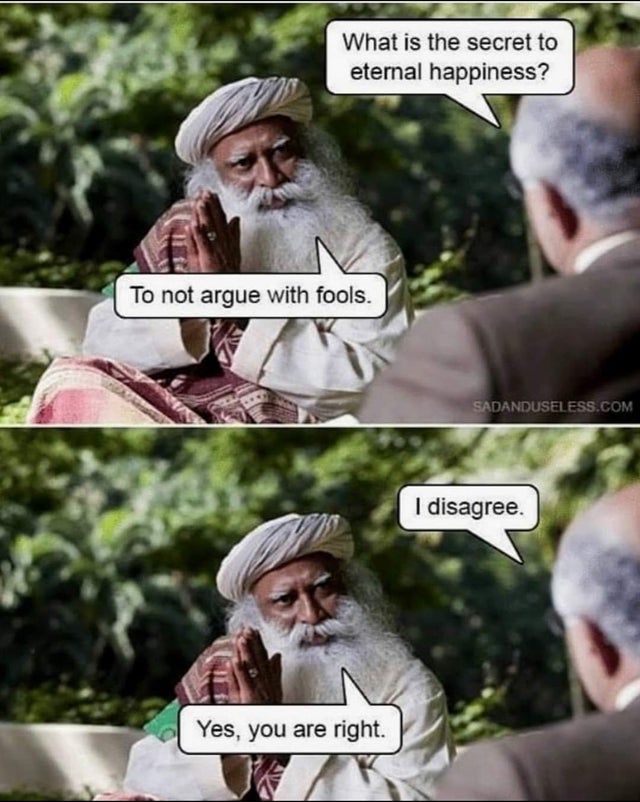 What is the secret to
eternal happiness?
To not argue with fools.
SADANDUSELESS.COM
I disagree.
Yes, you are right.